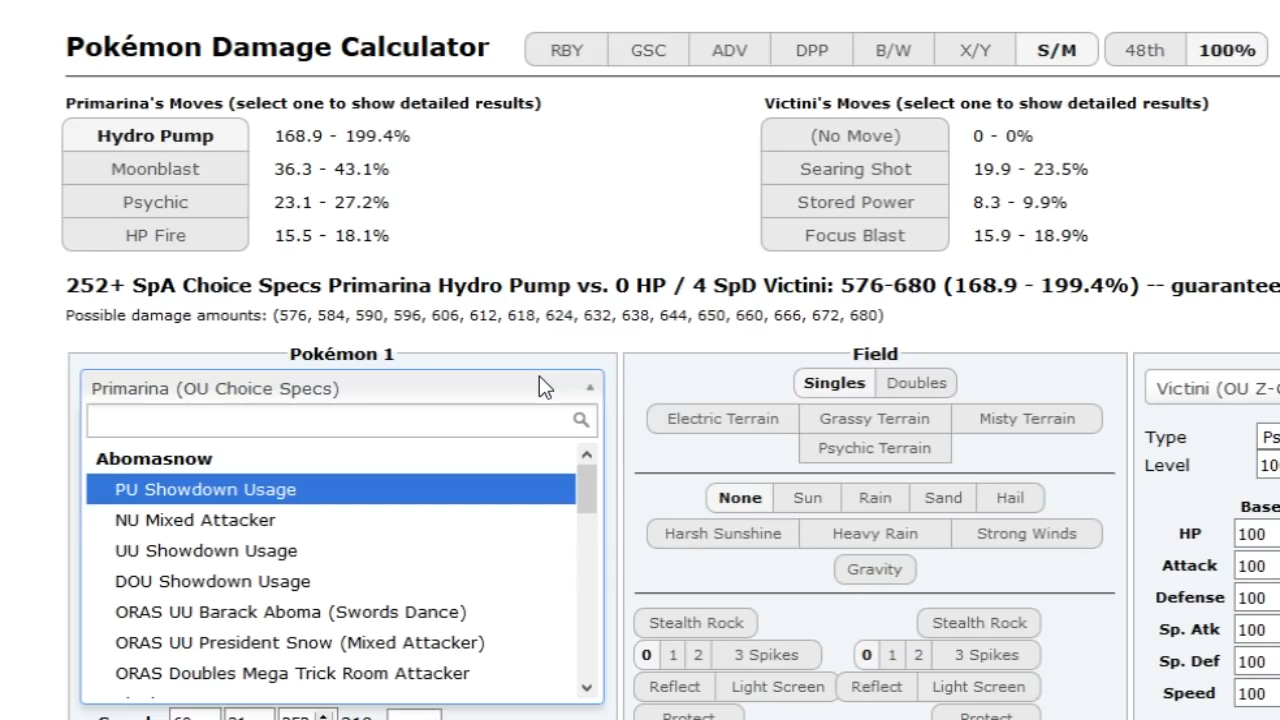 Pokémon Damage Calculator
RBY GSC ADV DPP B/W X/Y S/M 48th 100%
Primarina's Moves (select one to show detailed results)
Hydro Pump 168.9 - 199.4%
Moonblast 36.3 - 43.1%
Psychic 23.1 - 27.2%
HP Fire 15.5 - 18.1%
Victini's Moves (select one to show detailed results)
(No Move) 0 - 0%
Searing Shot 19.9 - 23.5%
Stored Power 8.3 - 9.9%
Focus Blast 15.9 - 18.9%
252+ SpA Choice Specs Primarina Hydro Pump vs. 0 HP / 4 SpD Victini: 576-680 (168.9 - 199.4%) -- guarantee
Possible damage amounts: (576, 584, 590, 596, 606, 612, 618, 624, 632, 638, 644, 650, 660, 666, 672, 680)
Pokémon 1
Primarina (OU Choice Specs)
Abomasnow
PU Showdown Usage
NU Mixed Attacker
UU Showdown Usage
DOU Showdown Usage
ORAS UU Barack Aboma (Swords Dance)
ORAS UU President Snow (Mixed Attacker)
ORAS Doubles Mega Trick Room Attacker
Field
Singles Doubles
Electric Terrain Grassy Terrain Misty Terrain
Psychic Terrain
None Sun Rain Sand Hail
Harsh Sunshine Heavy Rain Strong Winds
Gravity
Stealth Rock Stealth Rock
0 1 2 3 Spikes 0 1 2 3 Spikes
Reflect Light Screen Reflect Light Screen
Protect Protect
Victini (OU Z-
Type Ps
Level 10
Base
HP 100
Attack 100
Defense 100
Sp. Atk 100
Sp. Def 100
Speed 100